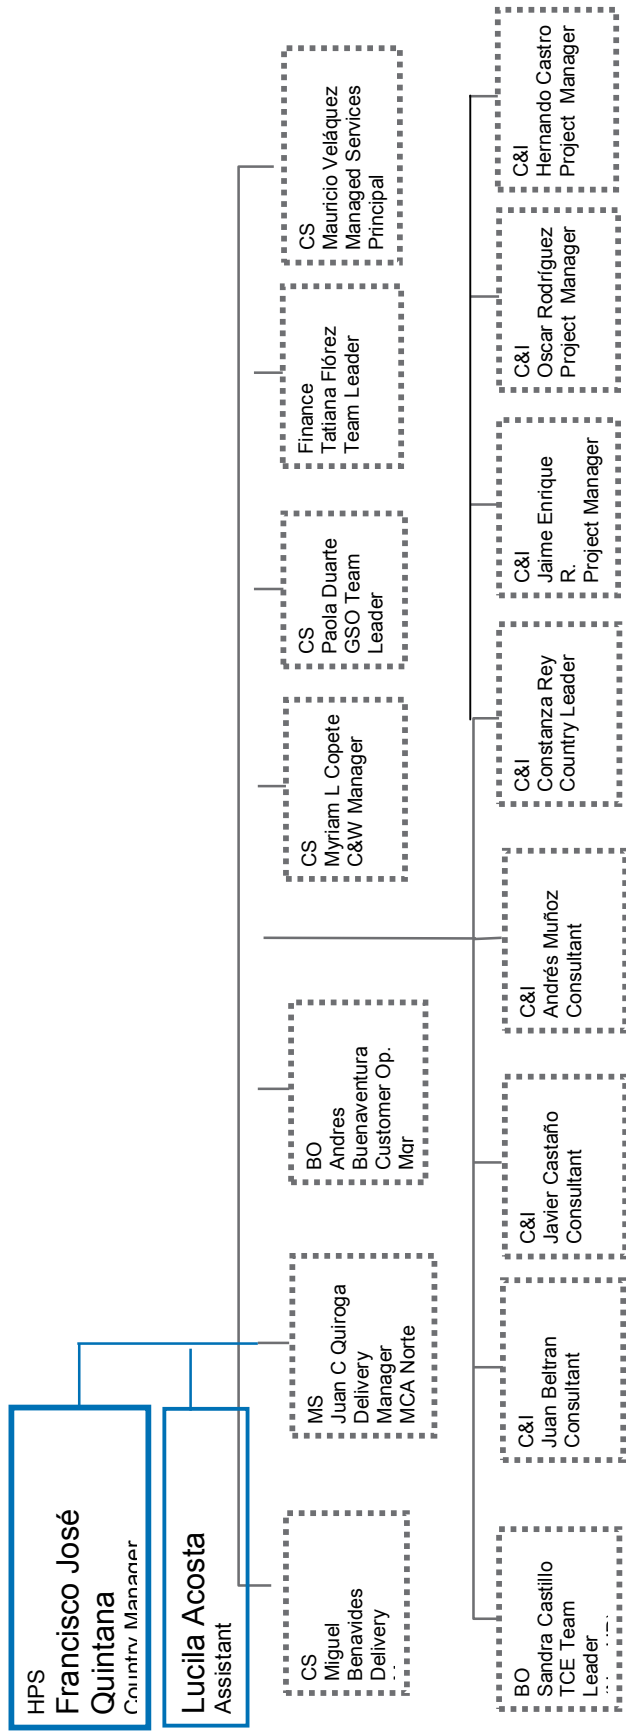 HPS
Francisco José
Quintana
Country Manager
Lucila Acosta
Assistant
CS
Miguel
Benavides
Delivery
MS
Juan C Quiroga
Delivery
Manager
MCA Norte
BO
Andres
Buenaventura
Customer Op.
Mgr
CS
Myriam L Copete
C&W Manager
CS
Paola Duarte
GSO Team
Leader
Finance
Tatiana Flórez
Team Leader
CS
Mauricio Veláquez
Managed Services
Principal
BO
Sandra Castillo
TCE Team
Leader
C&I
Juan Beltran
Consultant
C&I
Javier Castaño
Consultant
C&I
Andrés Muñoz
Consultant
C&I
Constanza Rey
Country Leader
C&I
Jaime Enrique
R.
Project Manager
C&I
Oscar Rodríguez
Project Manager
C&I
Hernando Castro
Project Manager